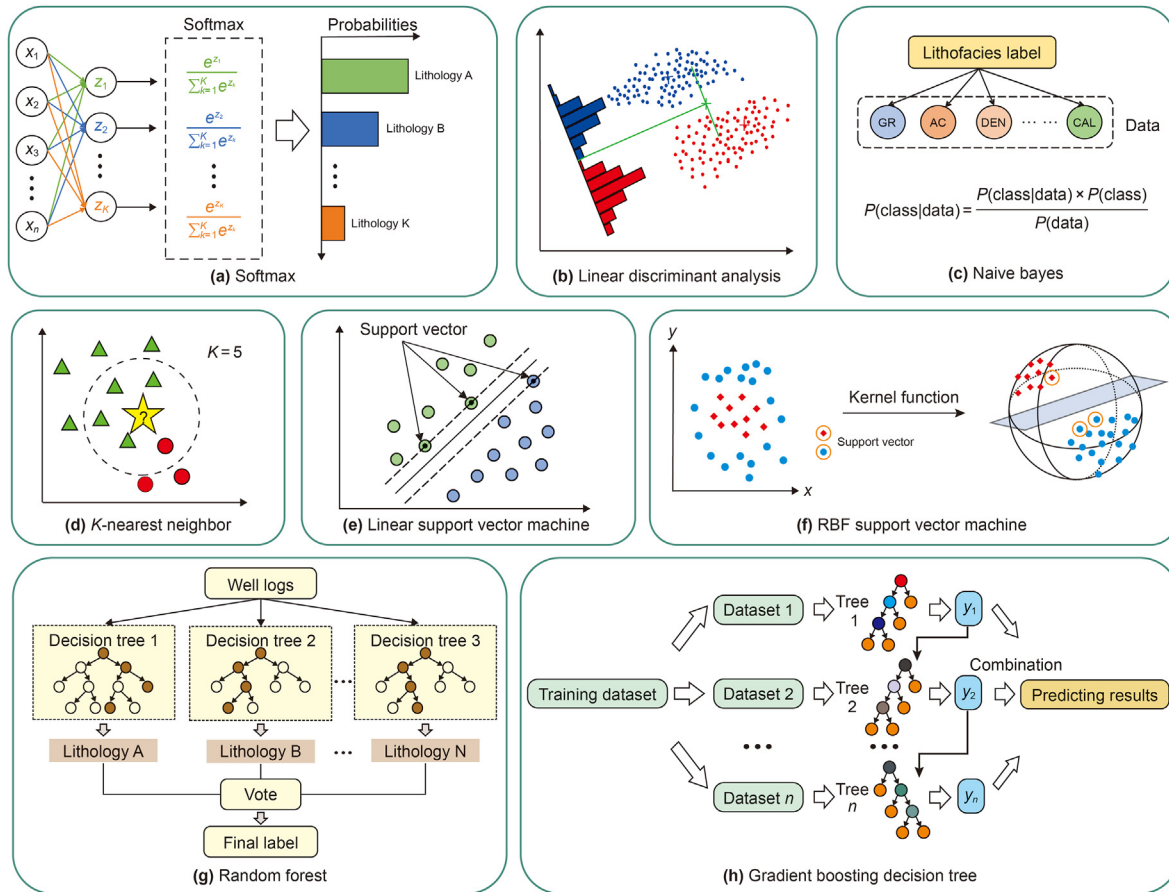 Softmax
Probabilities
x1
x2
x3
xn
z1
z2
zK
e^z1 / ∑_{k=1}^{K} e^zk
e^z2 / ∑_{k=1}^{K} e^zk
e^zK / ∑_{k=1}^{K} e^zk
Lithology A
Lithology B
Lithology K
(a) Softmax
(b) Linear discriminant analysis
Lithofacies label
GR AC DEN ...... CAL Data
P(class|data) = P(class|data) × P(class) / P(data)
(c) Naive bayes
K = 5
?
(d) K-nearest neighbor
Support vector
(e) Linear support vector machine
y
x
Kernel function
Support vector
(f) RBF support vector machine
Well logs
Decision tree 1 Decision tree 2 ... Decision tree 3
Lithology A Lithology B ... Lithology N
Vote
Final label
(g) Random forest
Training dataset
Dataset 1
Tree 1
y1
Dataset 2
Tree 2
y2
Dataset n
Tree n
yn
Combination
Predicting results
(h) Gradient boosting decision tree